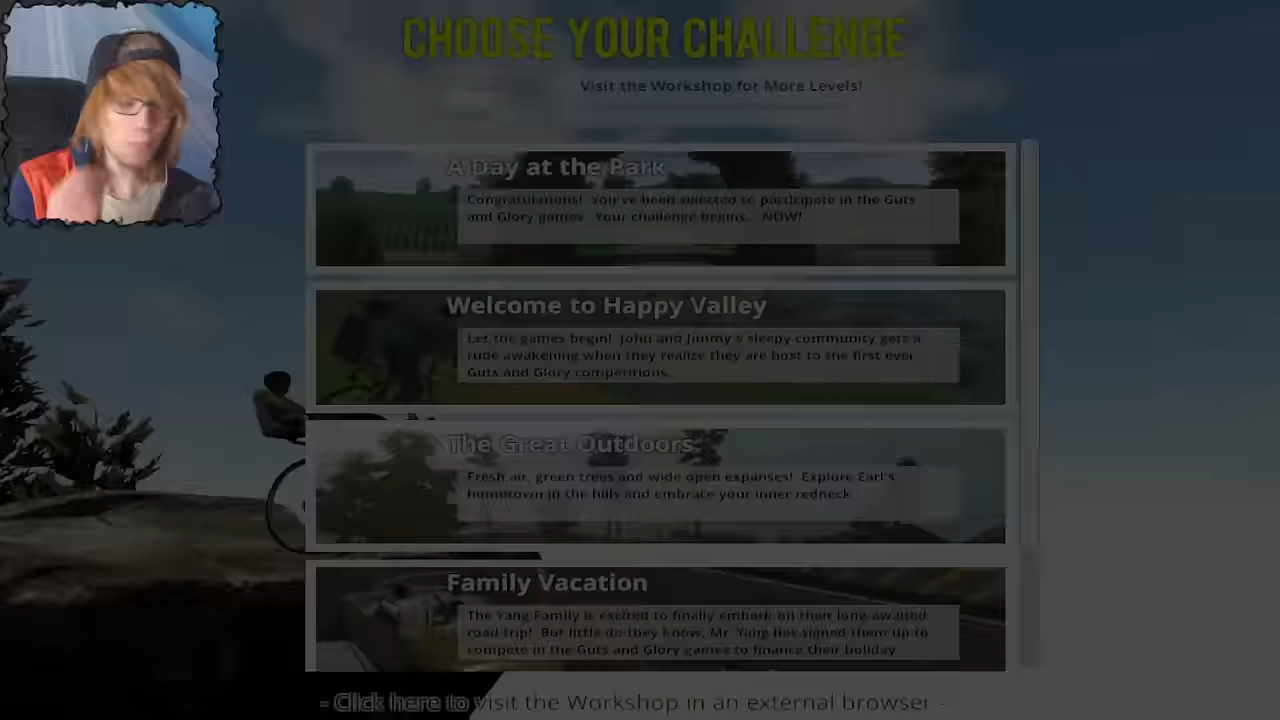 CHOOSE YOUR CHALLENGE
Visit the Workshop for More Levels!
A Day at the Park
Congratulations! You've been selected to participate in the Guts
and Glory games. Your challenge begins... NOW!
Welcome to Happy Valley
Let the games begin! John and Jimmy's sleepy community gets a
rude awakening when they realize they are host to the first ever
Guts and Glory competitions.
The Great Outdoors
Fresh air, green trees and wide open expanses! Explore Earl's
hometown in the hills and embrace your inner redneck
Family Vacation
The Yang Family is excited to finally embark on their long-awaited
road-trip! But little do they know, Mr. Yang has signed them up to
compete in the Guts and Glory games to finance their holiday
- Click here to visit the Workshop in an external browser -